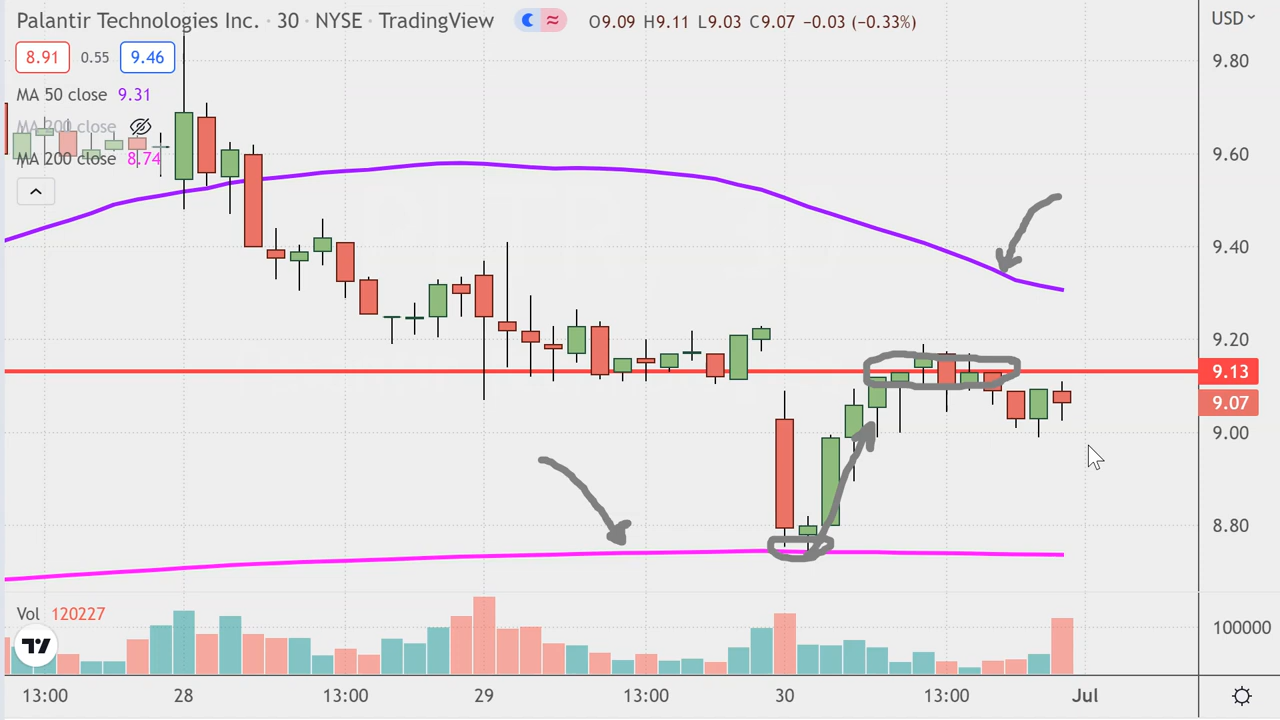 Palantir Technologies Inc. · 30 · NYSE · TradingView
O9.09 H9.11 L9.03 C9.07 −0.03 (−0.33%)
USD
8.91 0.55 9.46
MA 50 close 9.31
MA 200 close
MA 200 close 8.74
9.80
9.60
9.40
9.20
9.13
9.07
9.00
8.80
Vol 120227
100000
13:00 28 13:00 29 13:00 30 13:00 Jul